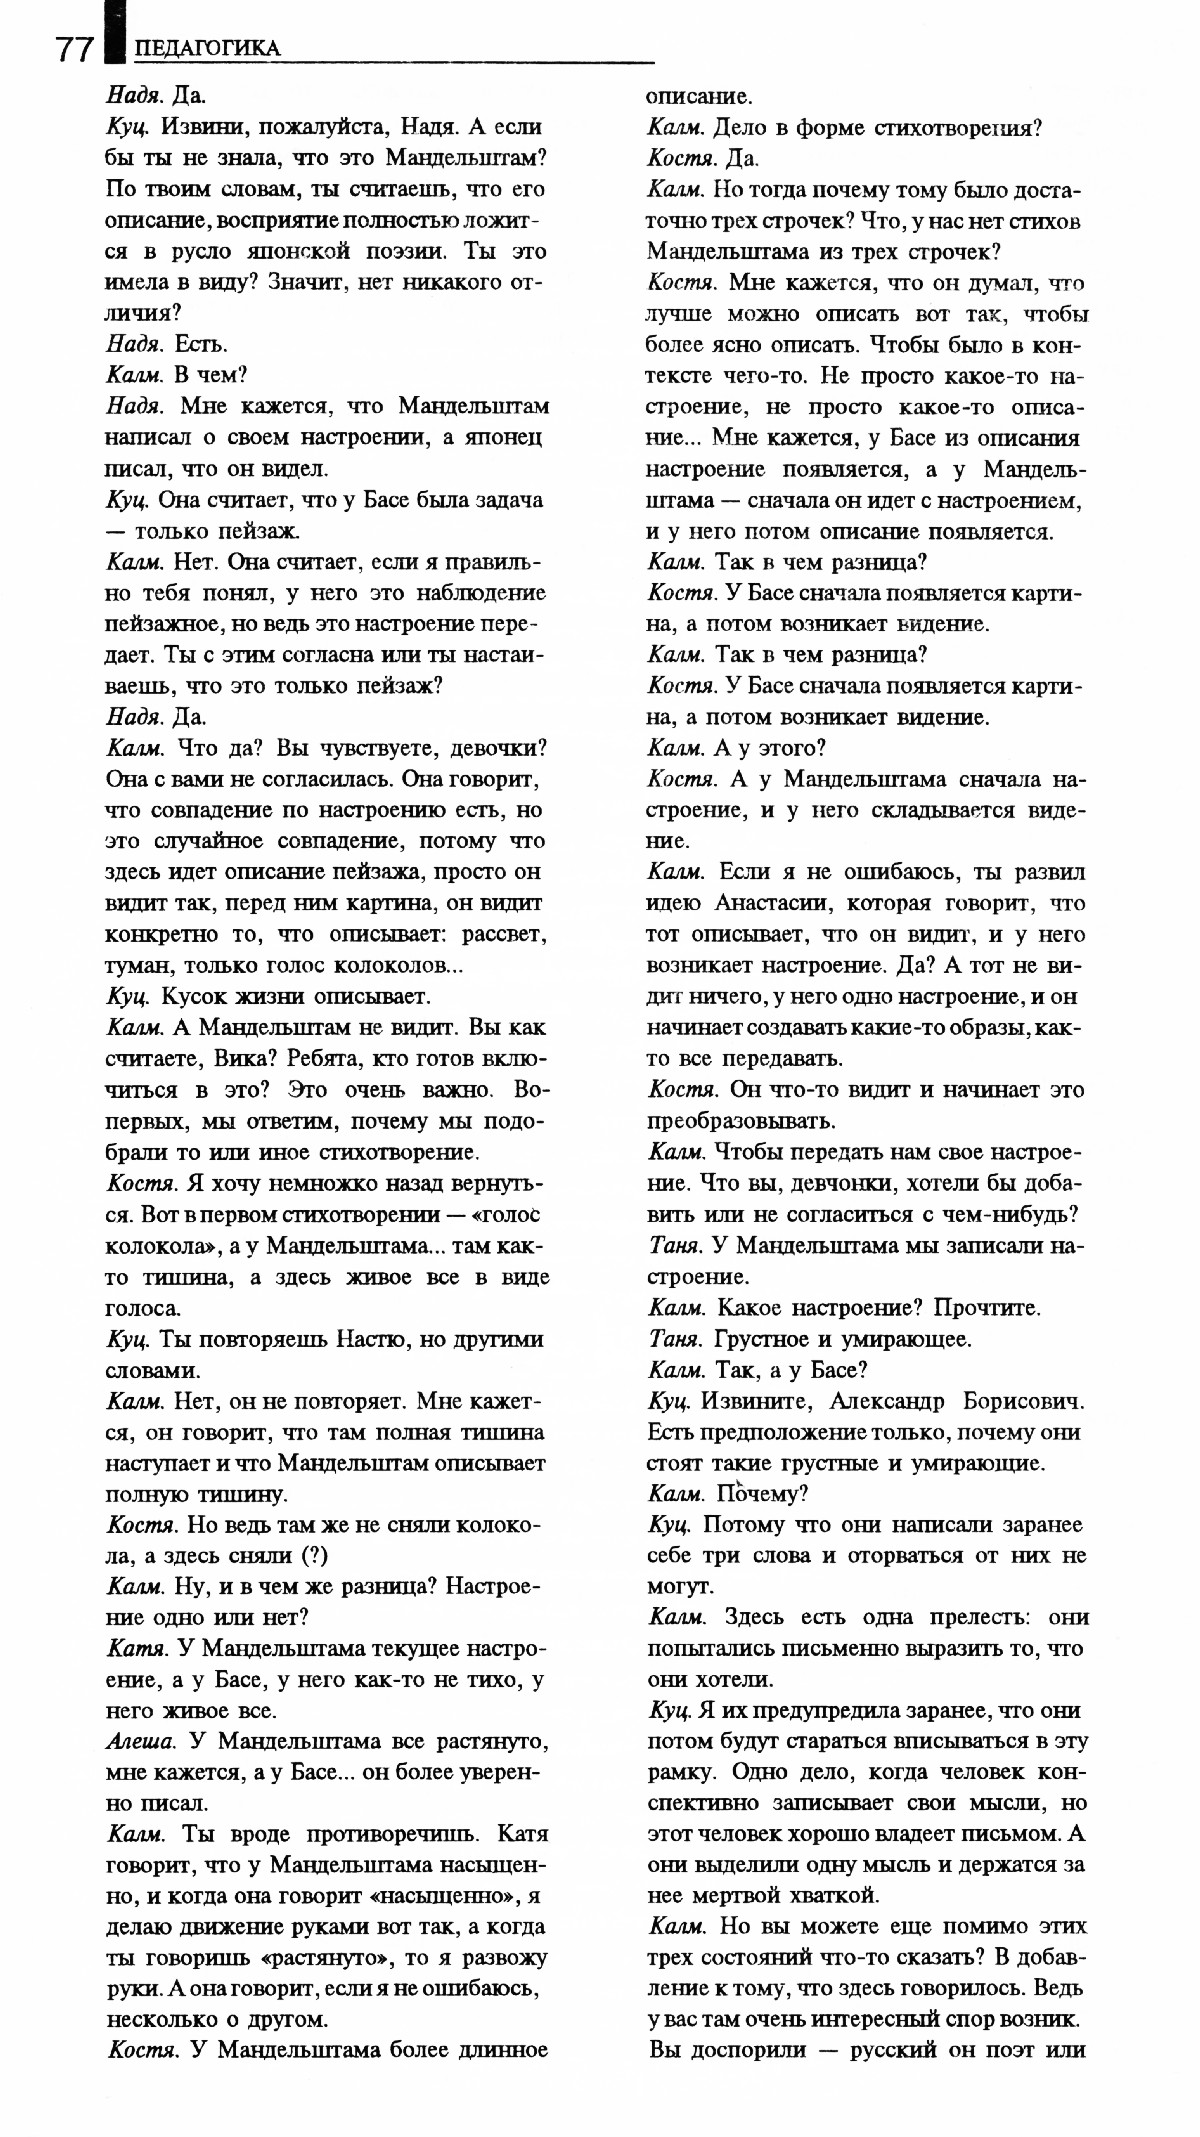 77 ПЕДАГОГИКА
Надя. Да.
Куц. Извини, пожалуйста, Надя. А если
бы ты не знала, что это Мандельштам?
По твоим словам, ты считаешь, что его
описание, восприятие полностью ложит-
ся в русло японской поэзии. Ты это
имела в виду? Значит, нет никакого от-
личия?
Надя. Есть.
Калм. В чем?
Надя. Мне кажется, что Мандельштам
написал о своем настроении, а японец
писал, что он видел.
Куц. Она считает, что у Басе была задача
— только пейзаж.
Калм. Нет. Она считает, если я правиль-
но тебя понял, у него это наблюдение
пейзажное, но ведь это настроение пере-
дает. Ты с этим согласна или ты настаи-
ваешь, что это только пейзаж?
Надя. Да.
Калм. Что да? Вы чувствуете, девочки?
Она с вами не согласилась. Она говорит,
что совпадение по настроению есть, но
это случайное совпадение, потому что
здесь идет описание пейзажа, просто он
видит так, перед ним картина, он видит
конкретно то, что описывает: рассвет,
туман, только голос колоколов...
Куц. Кусок жизни описывает.
Калм. А Мандельштам не видит. Вы как
считаете, Вика? Ребята, кто готов вклю-
читься в это? Это очень важно. Во-
первых, мы ответим, почему мы подо-
брали то или иное стихотворение.
Костя. Я хочу немножко назад вернуть-
ся. Вот в первом стихотворении — «голос
колокола», а у Мандельштама... там как-
то тишина, а здесь живое все в виде
голоса.
Куц. Ты повторяешь Настю, но другими
словами.
Калм. Нет, он не повторяет. Мне кажет-
ся, он говорит, что там полная тишина
наступает и что Мандельштам описывает
полную тишину.
Костя. Но ведь там же не сняли колоко-
ла, а здесь сняли (?)
Калм. Ну, и в чем же разница? Настрое-
ние одно или нет?
Катя. У Мандельштама текущее настро-
ение, а у Басе, у него как-то не тихо, у
него живое все.
Алеша. У Мандельштама все растянуто,
мне кажется, а у Басе... он более уверен-
но писал.
Калм. Ты вроде противоречишь. Катя
говорит, что у Мандельштама насыщен-
но, и когда она говорит «насыщенно», я
делаю движение руками вот так, а когда
ты говоришь «растянуто», то я развожу
руки. А она говорит, если я не ошибаюсь,
несколько о другом.
Костя. У Мандельштама более длинное
описание.
Калм. Дело в форме стихотворения?
Костя. Да.
Калм. Но тогда почему тому было доста-
точно трех строчек? Что, у нас нет стихов
Мандельштама из трех строчек?
Костя. Мне кажется, что он думал, что
лучше можно описать вот так, чтобы
более ясно описать. Чтобы было в кон-
тексте чего-то. Не просто какое-то на-
строение, не просто какое-то описа-
ние... Мне кажется, у Басе из описания
настроение появляется, а у Мандель-
штама — сначала он идет с настроением,
и у него потом описание появляется.
Калм. Так в чем разница?
Костя. У Басе сначала появляется карти-
на, а потом возникает видение.
Калм. Так в чем разница?
Костя. У Басе сначала появляется карти-
на, а потом возникает видение.
Калм. А у этого?
Костя. А у Мандельштама сначала на-
строение, и у него складывается виде-
ние.
Калм. Если я не ошибаюсь, ты развил
идею Анастасии, которая говорит, что
тот описывает, что он видит, и у него
возникает настроение. Да? А тот не ви-
дит ничего, у него одно настроение, и он
начинает создавать какие-то образы, как-
то все передавать.
Костя. Он что-то видит и начинает это
преобразовывать.
Калм. Чтобы передать нам свое настрое-
ние. Что вы, девчонки, хотели бы доба-
вить или не согласиться с чем-нибудь?
Таня. У Мандельштама мы записали на-
строение.
Калм. Какое настроение? Прочтите.
Таня. Грустное и умирающее.
Калм. Так, а у Басе?
Куц. Извините, Александр Борисович.
Есть предположение только, почему они
стоят такие грустные и умирающие.
Калм. Почему?
Куц. Потому что они написали заранее
себе три слова и оторваться от них не
могут.
Калм. Здесь есть одна прелесть: они
попытались письменно выразить то, что
они хотели.
Куц. Я их предупредила заранее, что они
потом будут стараться вписываться в эту
рамку. Одно дело, когда человек кон-
спективно записывает свои мысли, но
этот человек хорошо владеет письмом. А
они выделили одну мысль и держатся за
нее мертвой хваткой.
Калм. Но вы можете еще помимо этих
трех состояний что-то сказать? В добав-
ление к тому, что здесь говорилось. Ведь
у вас там очень интересный спор возник.
Вы доспорили — русский он поэт или